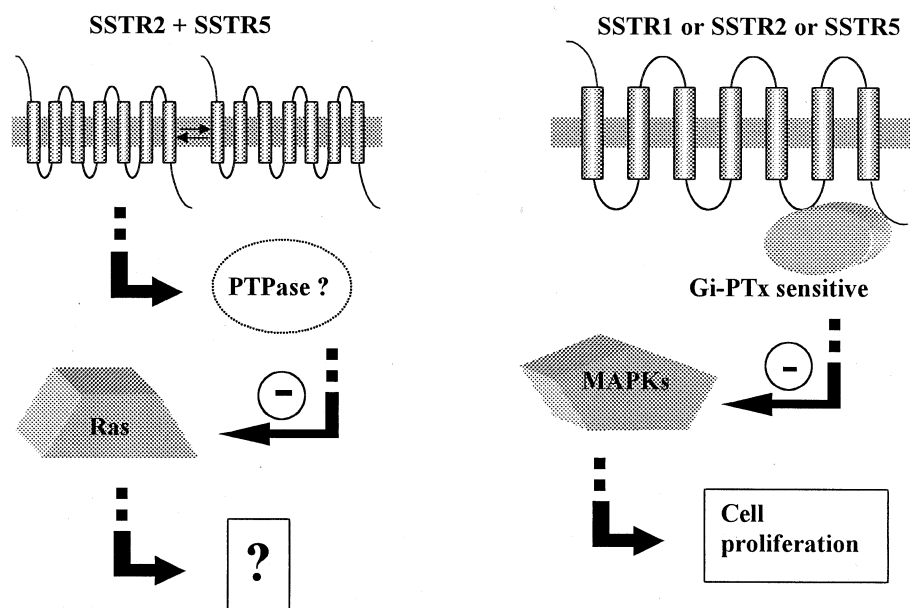 SSTR2 + SSTR5
PTPase ?
-
Ras
?
SSTR1 or SSTR2 or SSTR5
Gi-PTx sensitive
-
MAPKs
Cell
proliferation